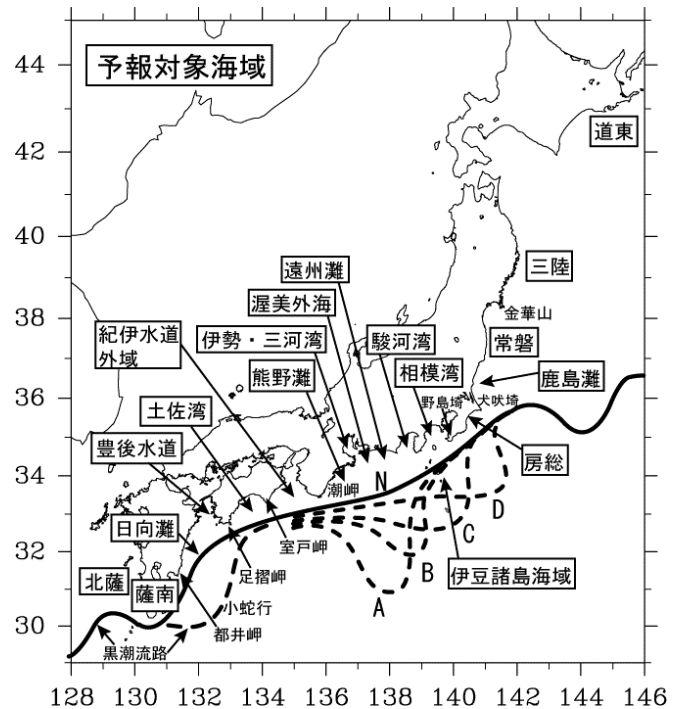 予報対象海域
44
42
40
38
36
34
32
30
道東
三陸
金華山
常磐
鹿島灘
犬吠埼
野島埼
房総
遠州灘
渥美外海
伊勢・三河湾
駿河湾
相模湾
熊野灘
紀伊水道
外域
土佐湾
豊後水道
日向灘
北薩
薩南
潮岬
室戸岬
足摺岬
小蛇行
都井岬
黒潮流路
N
A
B
C
D
伊豆諸島海域
128 130 132 134 136 138 140 142 144 146